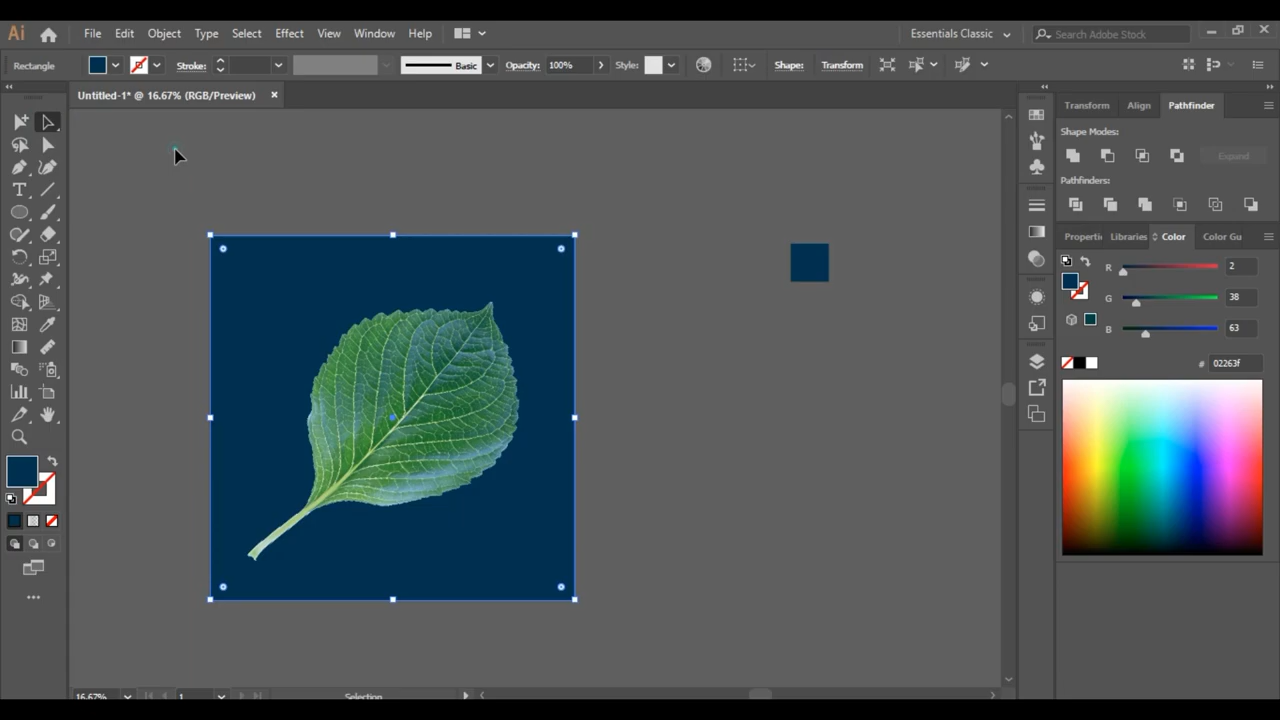 Ai File Edit Object Type Select Effect View Window Help Essentials Classic Search Adobe Stock
Rectangle Stroke: Basic Opacity: 100% Style: Shape: Transform
Untitled-1* @ 16.67% (RGB/Preview) ×
Transform Align Pathfinder
Shape Modes:
Expand
Pathfinders:
Properti Libraries Color Color Gu
R 2
G 38
B 63
# 02263f
16.67% 1 Selection